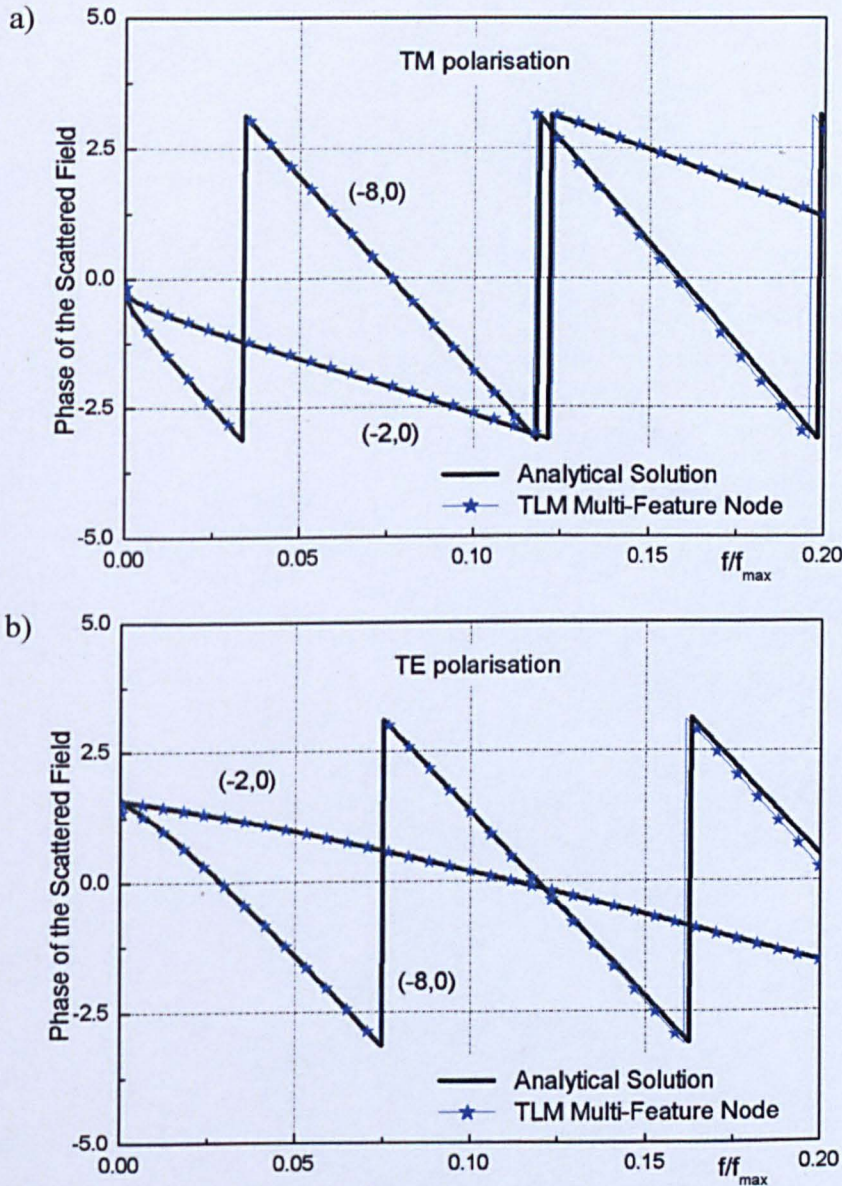 a)
5.0
TM polarisation
2.5
(-8,0)
0.0
Phase of the Scattered Field
-2.5
(-2,0)
Analytical Solution
TLM Multi-Feature Node
-5.0
0.00
0.05
0.10
0.15
f/fmax
0.20
b)
5.0
TE polarisation
2.5
(-2,0)
0.0
Phase of the Scattered Field
(-8,0)
-2.5
Analytical Solution
TLM Multi-Feature Node
-5.0
0.00
0.05
0.10
0.15
f/fmax
0.20